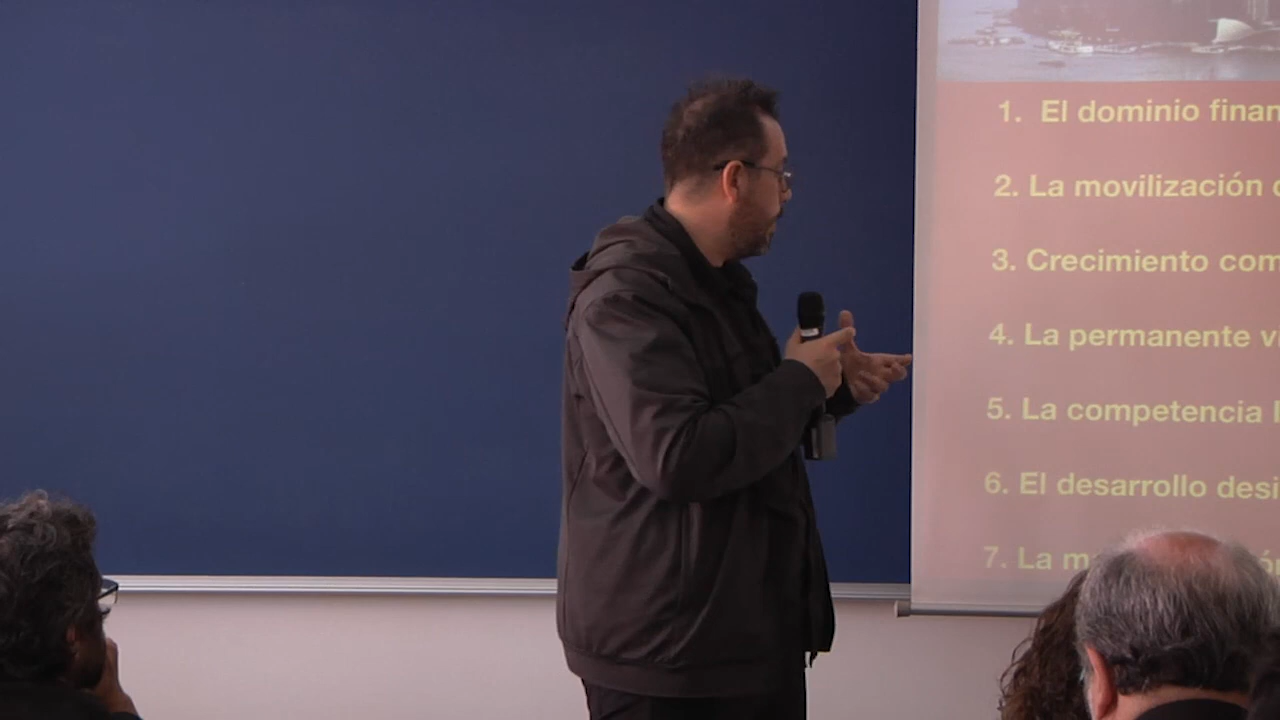 1. El dominio finan
2. La movilización
3. Crecimiento com
4. La permanente
5. La competencia
6. El desarrollo desi
7. La